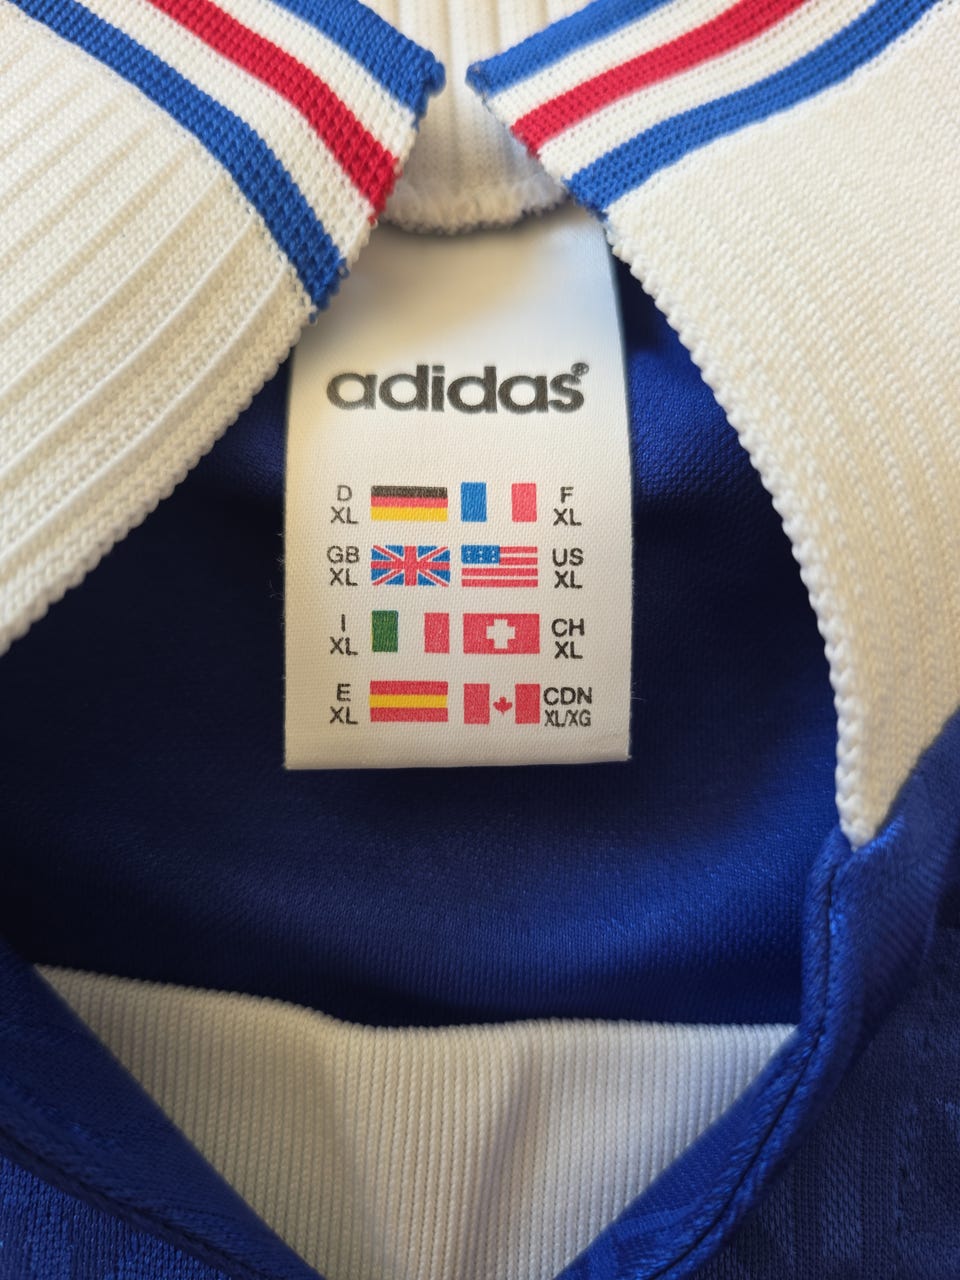 adidas®
D F
XL XL
GB US
XL XL
I CH
XL XL
E CDN
XL XL/XG